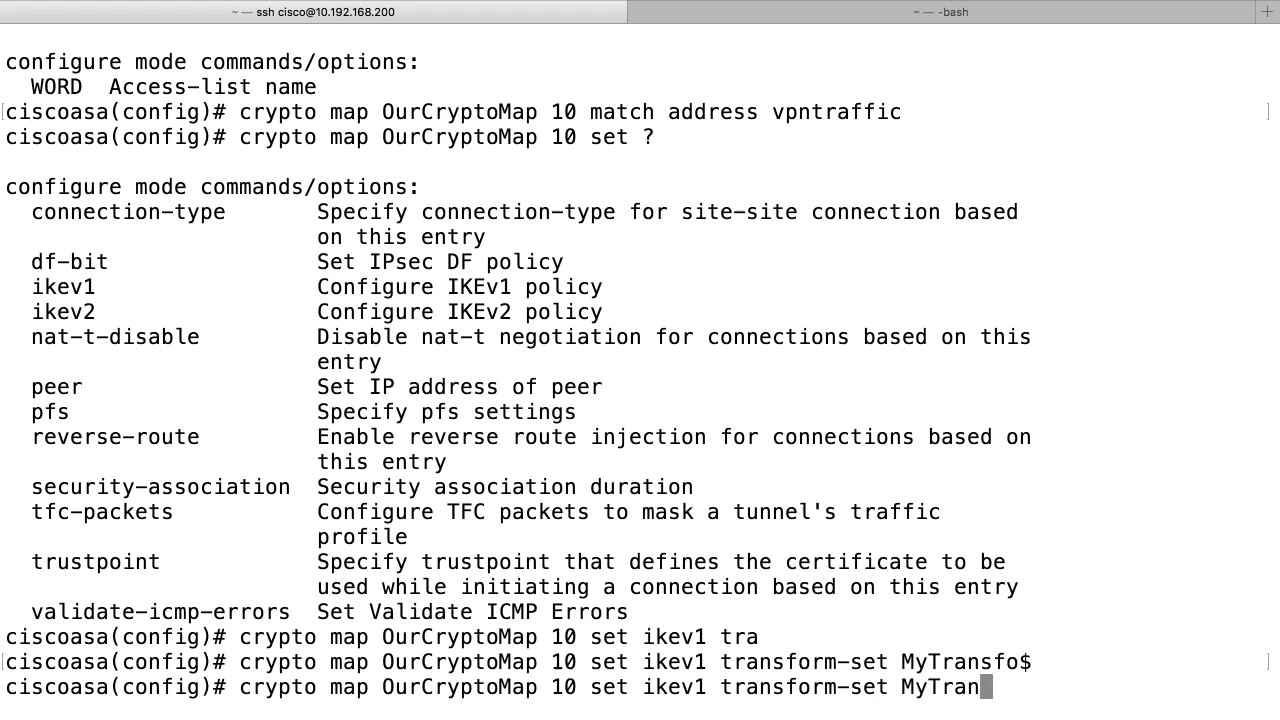 ~ — ssh cisco@10.192.168.200
~ — -bash
configure mode commands/options:
  WORD  Access-list name
ciscoasa(config)# crypto map OurCryptoMap 10 match address vpntraffic
ciscoasa(config)# crypto map OurCryptoMap 10 set ?
configure mode commands/options:
  connection-type       Specify connection-type for site-site connection based
                        on this entry
  df-bit                Set IPsec DF policy
  ikev1                 Configure IKEv1 policy
  ikev2                 Configure IKEv2 policy
  nat-t-disable         Disable nat-t negotiation for connections based on this
                        entry
  peer                  Set IP address of peer
  pfs                   Specify pfs settings
  reverse-route         Enable reverse route injection for connections based on
                        this entry
  security-association  Security association duration
  tfc-packets           Configure TFC packets to mask a tunnel's traffic
                        profile
  trustpoint            Specify trustpoint that defines the certificate to be
                        used while initiating a connection based on this entry
  validate-icmp-errors  Set Validate ICMP Errors
ciscoasa(config)# crypto map OurCryptoMap 10 set ikev1 tra
ciscoasa(config)# crypto map OurCryptoMap 10 set ikev1 transform-set MyTransfo$
ciscoasa(config)# crypto map OurCryptoMap 10 set ikev1 transform-set MyTran